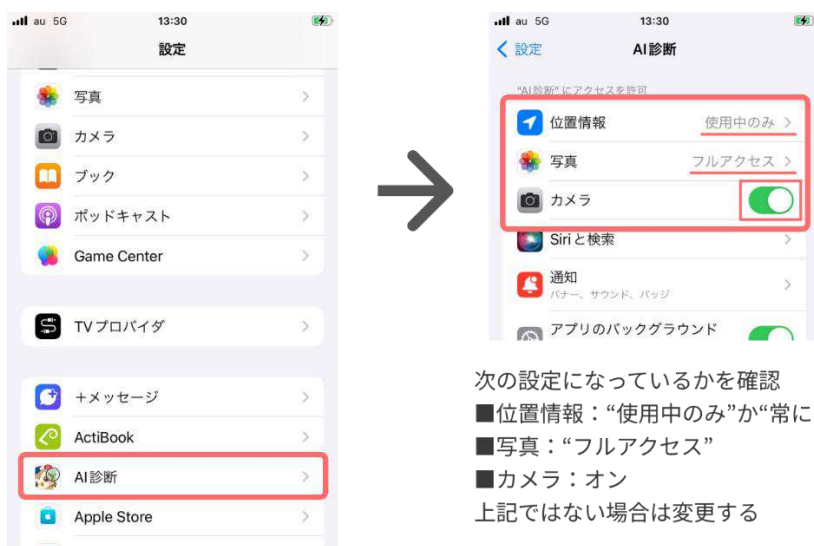 au 5G
13:30
設定
写真
カメラ
ブック
ポッドキャスト
Game Center
TVプロバイダ
+メッセージ
ActiBook
AI診断
Apple Store
au 5G
13:30
設定
AI診断
"AI診断"にアクセスを許可
位置情報 使用中のみ
写真 フルアクセス
カメラ
Siriと検索
通知
バナー、サウンド、バッジ
アプリのバックグラウンド
次の設定になっているかを確認
■位置情報：“使用中のみ”か“常に
■写真：“フルアクセス”
■カメラ：オン
上記ではない場合は変更する